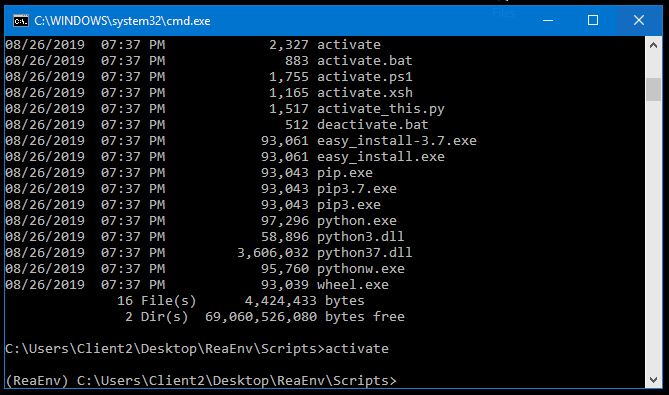 Files
C:\WINDOWS\system32\cmd.exe
08/26/2019  07:37 PM             2,327 activate
08/26/2019  07:37 PM               883 activate.bat
08/26/2019  07:37 PM             1,755 activate.ps1
08/26/2019  07:37 PM             1,165 activate.xsh
08/26/2019  07:37 PM             1,517 activate_this.py
08/26/2019  07:37 PM               512 deactivate.bat
08/26/2019  07:37 PM            93,061 easy_install-3.7.exe
08/26/2019  07:37 PM            93,061 easy_install.exe
08/26/2019  07:37 PM            93,043 pip.exe
08/26/2019  07:37 PM            93,043 pip3.7.exe
08/26/2019  07:37 PM            93,043 pip3.exe
08/26/2019  07:37 PM            97,296 python.exe
08/26/2019  07:37 PM            58,896 python3.dll
08/26/2019  07:37 PM         3,606,032 python37.dll
08/26/2019  07:37 PM            95,760 pythonw.exe
08/26/2019  07:37 PM            93,039 wheel.exe
              16 File(s)      4,424,433 bytes
               2 Dir(s)  69,060,526,080 bytes free
C:\Users\Client2\Desktop\ReaEnv\Scripts>activate
(ReaEnv) C:\Users\Client2\Desktop\ReaEnv\Scripts>